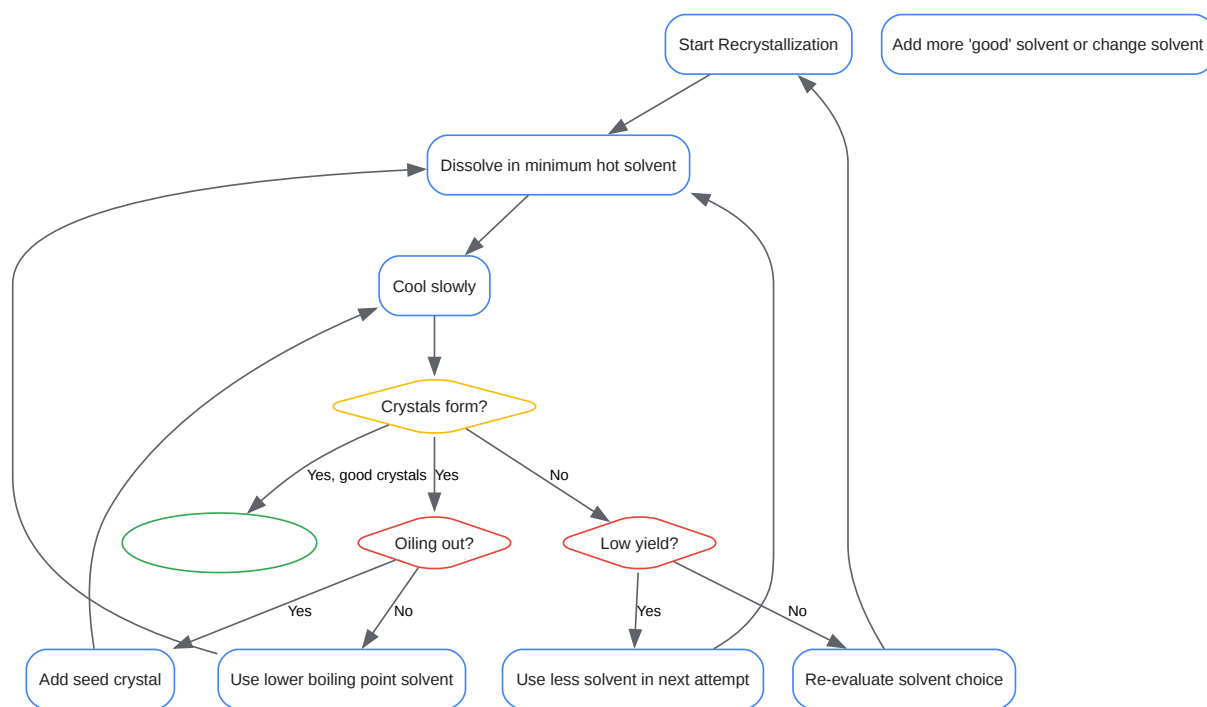 Start Recrystallization
Add more 'good' solvent or change solvent
Dissolve in minimum hot solvent
Cool slowly
Crystals form?
Yes, good crystals
Yes
No
Oiling out?
Low yield?
Yes
No
Yes
No
Add seed crystal
Use lower boiling point solvent
Use less solvent in next attempt
Re-evaluate solvent choice